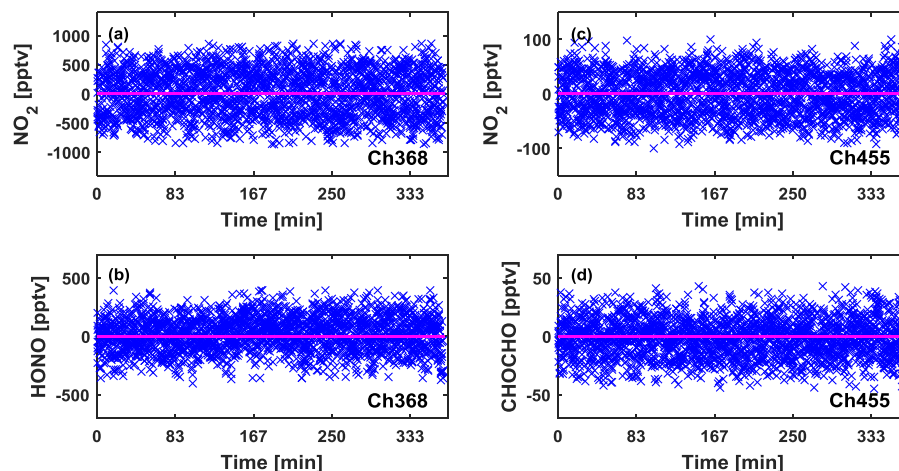 (a)
NO2 [pptv]
1000
500
0
-500
-1000
Ch368
0 83 167 250 333
Time [min]
(c)
NO2 [pptv]
100
0
-100
Ch455
0 83 167 250 333
Time [min]
(b)
HONO [pptv]
500
0
-500
Ch368
0 83 167 250 333
Time [min]
(d)
CHOCHO [pptv]
50
0
-50
Ch455
0 83 167 250 333
Time [min]